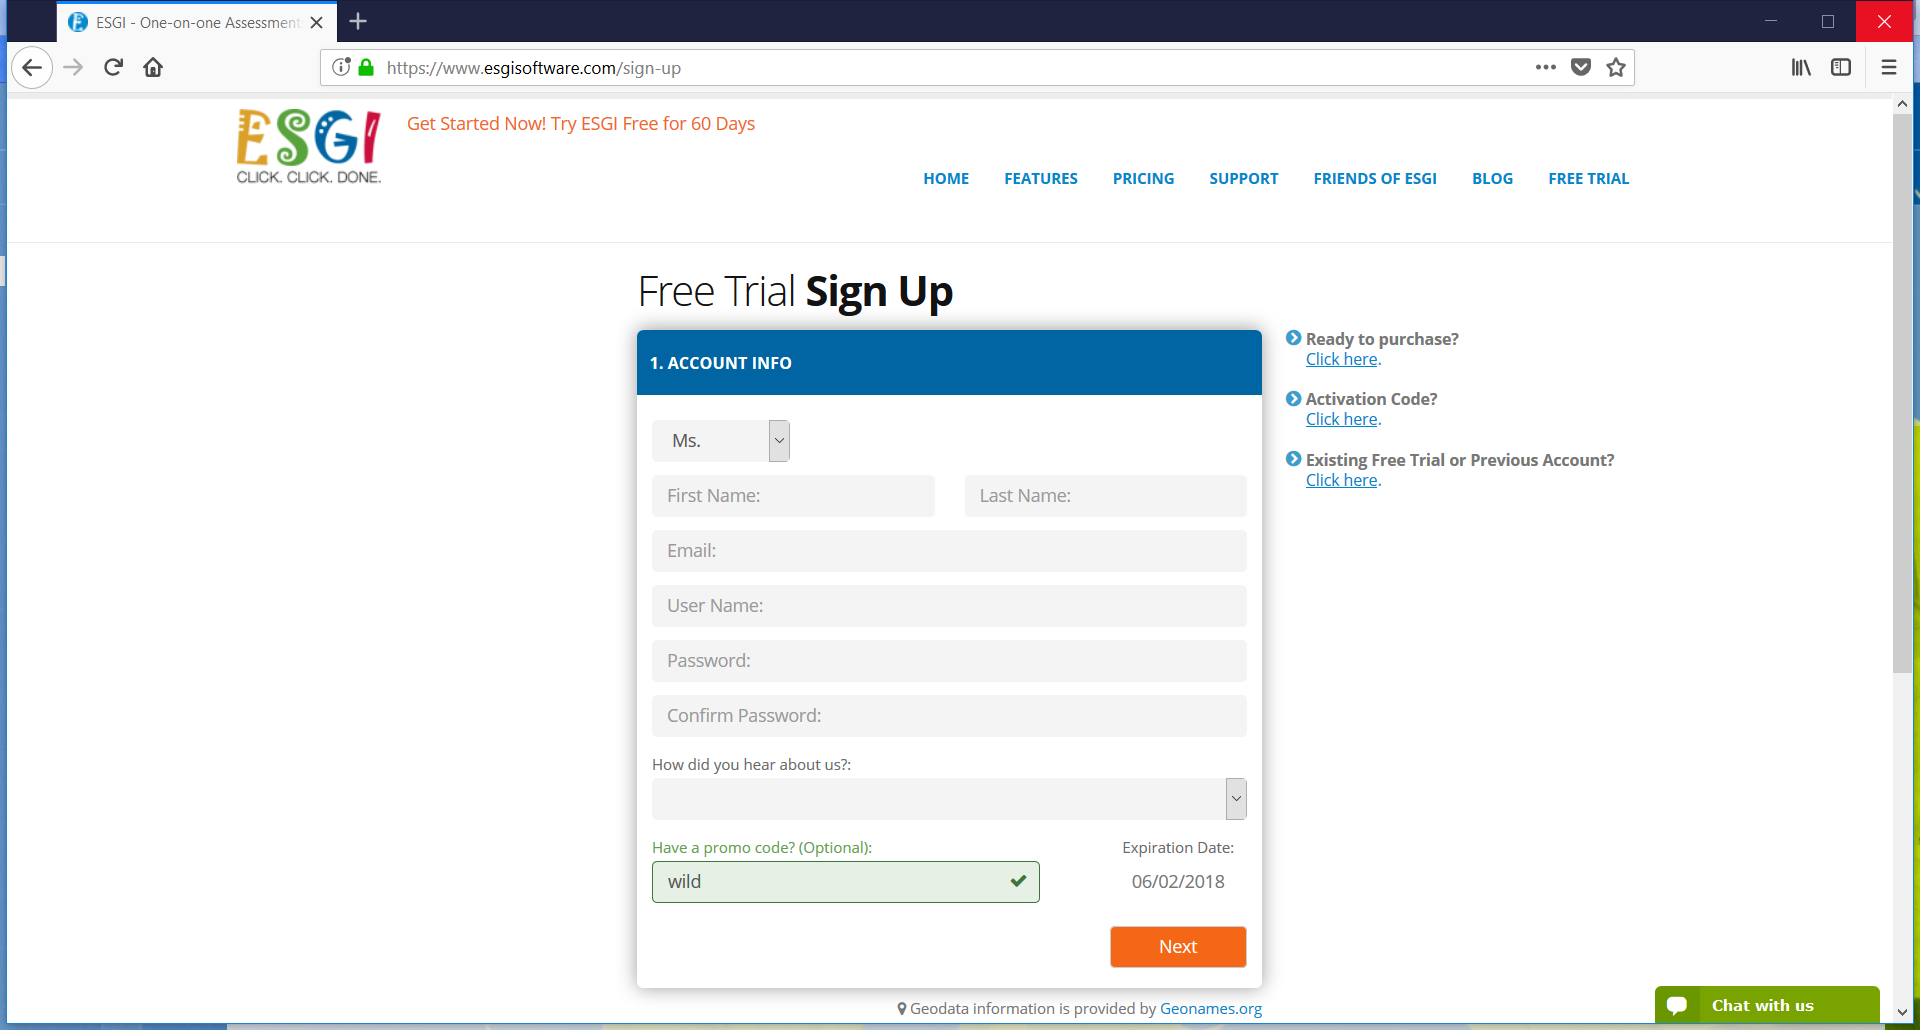 ESGI - One-on-one Assessment
https://www.esgisoftware.com/sign-up
ESGI
CLICK. CLICK. DONE.
Get Started Now! Try ESGI Free for 60 Days
HOME FEATURES PRICING SUPPORT FRIENDS OF ESGI BLOG FREE TRIAL
Free Trial Sign Up
1. ACCOUNT INFO
Ms.
First Name: Last Name:
Email:
User Name:
Password:
Confirm Password:
How did you hear about us?:
Have a promo code? (Optional): Expiration Date:
wild 06/02/2018
Next
Ready to purchase?
Click here.
Activation Code?
Click here.
Existing Free Trial or Previous Account?
Click here.
Geodata information is provided by Geonames.org
Chat with us